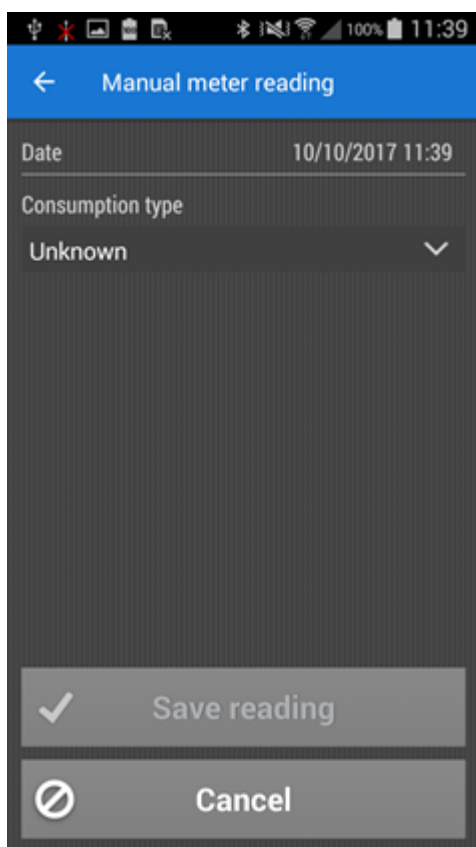 100% 11:39
Manual meter reading
Date 10/10/2017 11:39
Consumption type
Unknown
Save reading
Cancel